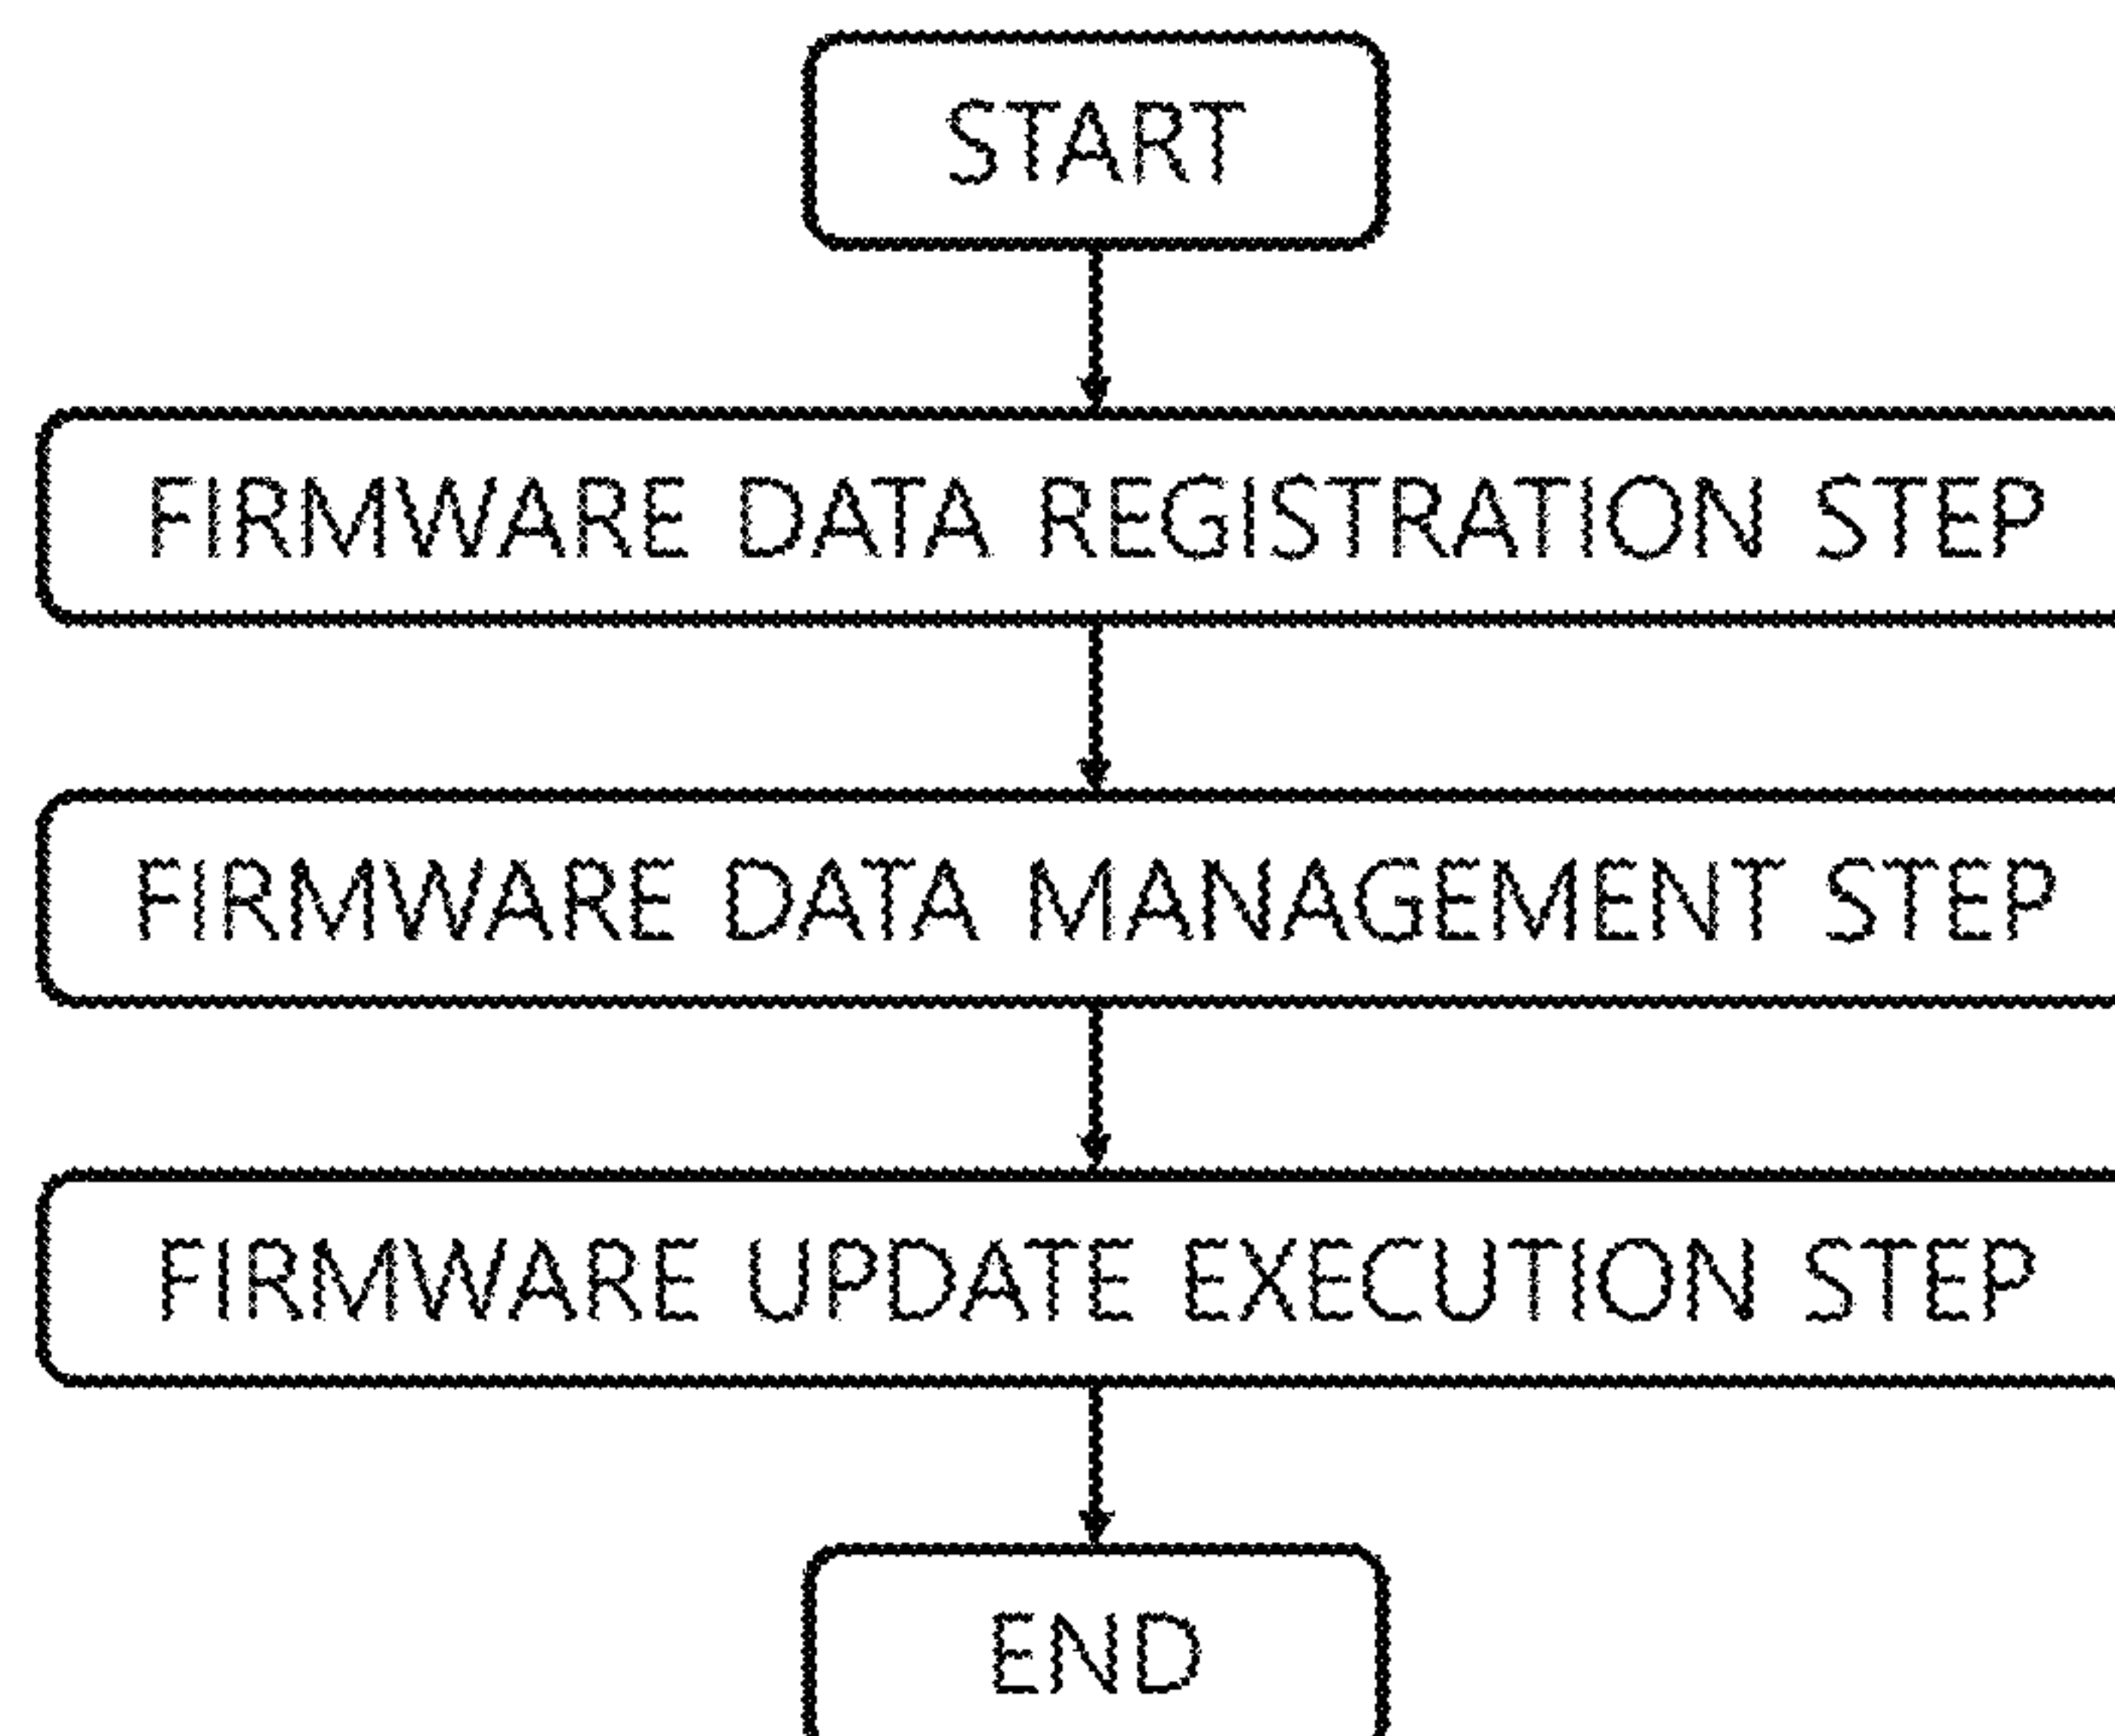 START
FIRMWARE DATA REGISTRATION STEP
FIRMWARE DATA MANAGEMENT STEP
FIRMWARE UPDATE EXECUTION STEP
END